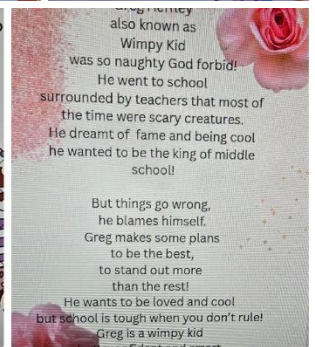 also known as
Wimpy Kid
was so naughty God forbid!
He went to school
surrounded by teachers that most of
the time were scary creatures.
He dreamt of fame and being cool
he wanted to be the king of middle
school!
But things go wrong,
he blames himself.
Greg makes some plans
to be the best,
to stand out more
than the rest!
He wants to be loved and cool
but school is tough when you don't rule!
Greg is a wimpy kid